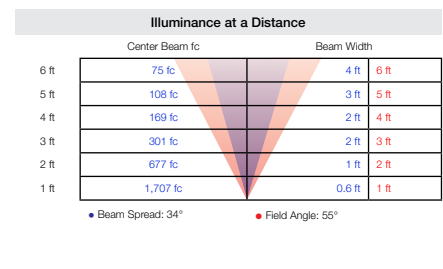 Illuminance at a Distance
Center Beam fc Beam Width
6 ft 75 fc 4 ft 6 ft
5 ft 108 fc 3 ft 5 ft
4 ft 169 fc 2 ft 4 ft
3 ft 301 fc 2 ft 3 ft
2 ft 677 fc 1 ft 2 ft
1 ft 1,707 fc 0.6 ft 1 ft
• Beam Spread: 34° • Field Angle: 55°